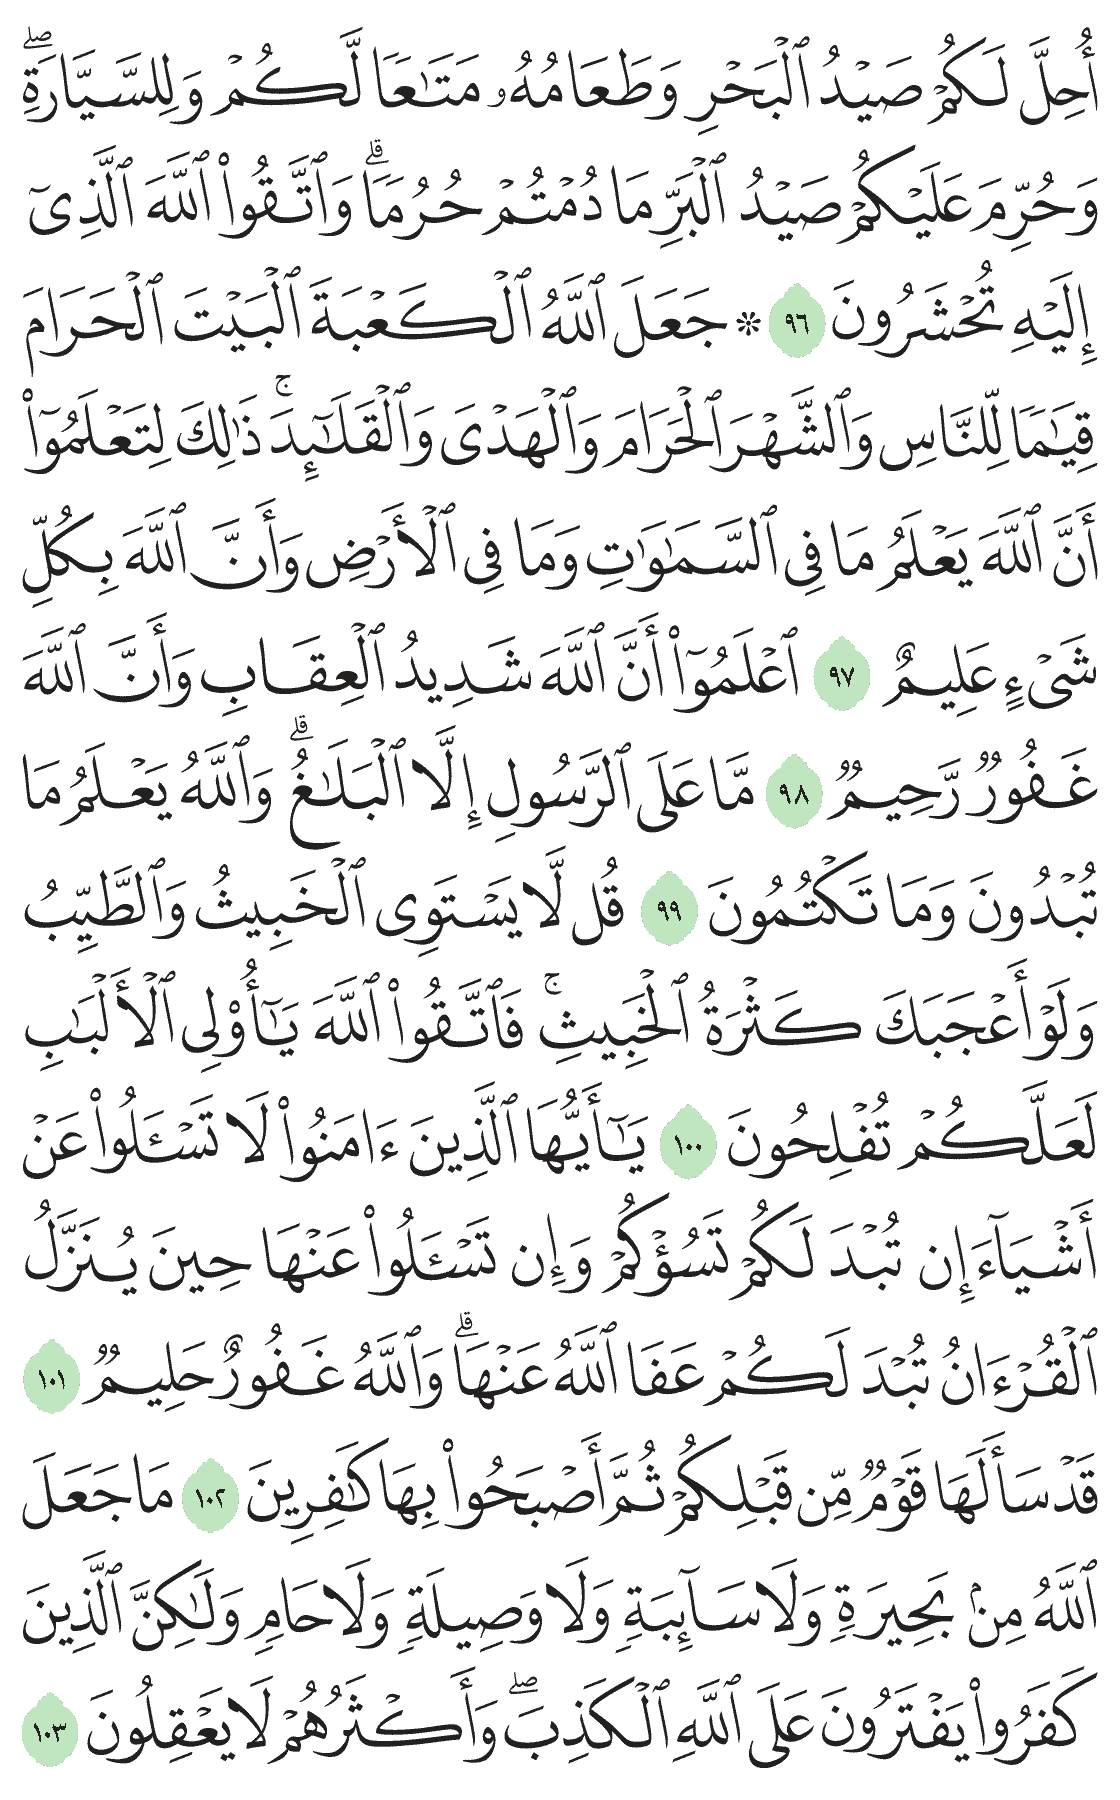 أُحِلَّ لَكُمۡ صَيۡدُ ٱلۡبَحۡرِ وَطَعَامُهُۥ مَتَٰعٗا لَّكُمۡ وَلِلسَّيَّارَةِۖ
وَحُرِّمَ عَلَيۡكُمۡ صَيۡدُ ٱلۡبَرِّ مَا دُمۡتُمۡ حُرُمٗاۗ وَٱتَّقُواْ ٱللَّهَ ٱلَّذِيٓ
إِلَيۡهِ تُحۡشَرُونَ ٩٦ ۞ جَعَلَ ٱللَّهُ ٱلۡكَعۡبَةَ ٱلۡبَيۡتَ ٱلۡحَرَامَ
قِيَٰمٗا لِّلنَّاسِ وَٱلشَّهۡرَ ٱلۡحَرَامَ وَٱلۡهَدۡيَ وَٱلۡقَلَٰٓئِدَۚ ذَٰلِكَ لِتَعۡلَمُوٓاْ
أَنَّ ٱللَّهَ يَعۡلَمُ مَا فِي ٱلسَّمَٰوَٰتِ وَمَا فِي ٱلۡأَرۡضِ وَأَنَّ ٱللَّهَ بِكُلِّ
شَيۡءٍ عَلِيمٌ ٩٧ ٱعۡلَمُوٓاْ أَنَّ ٱللَّهَ شَدِيدُ ٱلۡعِقَابِ وَأَنَّ ٱللَّهَ
غَفُورٞ رَّحِيمٞ ٩٨ مَّا عَلَى ٱلرَّسُولِ إِلَّا ٱلۡبَلَٰغُۗ وَٱللَّهُ يَعۡلَمُ مَا
تُبۡدُونَ وَمَا تَكۡتُمُونَ ٩٩ قُل لَّا يَسۡتَوِي ٱلۡخَبِيثُ وَٱلطَّيِّبُ
وَلَوۡ أَعۡجَبَكَ كَثۡرَةُ ٱلۡخَبِيثِۚ فَٱتَّقُواْ ٱللَّهَ يَٰٓأُوْلِي ٱلۡأَلۡبَٰبِ
لَعَلَّكُمۡ تُفۡلِحُونَ ١٠٠ يَٰٓأَيُّهَا ٱلَّذِينَ ءَامَنُواْ لَا تَسۡـَٔلُواْ عَنۡ
أَشۡيَآءَ إِن تُبۡدَ لَكُمۡ تَسُؤۡكُمۡ وَإِن تَسۡـَٔلُواْ عَنۡهَا حِينَ يُنَزَّلُ
ٱلۡقُرۡءَانُ تُبۡدَ لَكُمۡ عَفَا ٱللَّهُ عَنۡهَاۗ وَٱللَّهُ غَفُورٌ حَلِيمٞ ١٠١
قَدۡ سَأَلَهَا قَوۡمٞ مِّن قَبۡلِكُمۡ ثُمَّ أَصۡبَحُواْ بِهَا كَٰفِرِينَ ١٠٢ مَا جَعَلَ
ٱللَّهُ مِنۢ بَحِيرَةٖ وَلَا سَآئِبَةٖ وَلَا وَصِيلَةٖ وَلَا حَامٖ وَلَٰكِنَّ ٱلَّذِينَ
كَفَرُواْ يَفۡتَرُونَ عَلَى ٱللَّهِ ٱلۡكَذِبَۖ وَأَكۡثَرُهُمۡ لَا يَعۡقِلُونَ ١٠٣